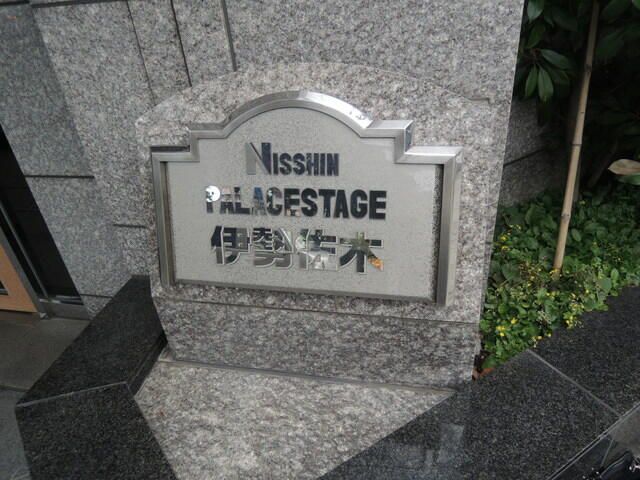 NISSHIN
PALACESTAGE
伊勢佐木